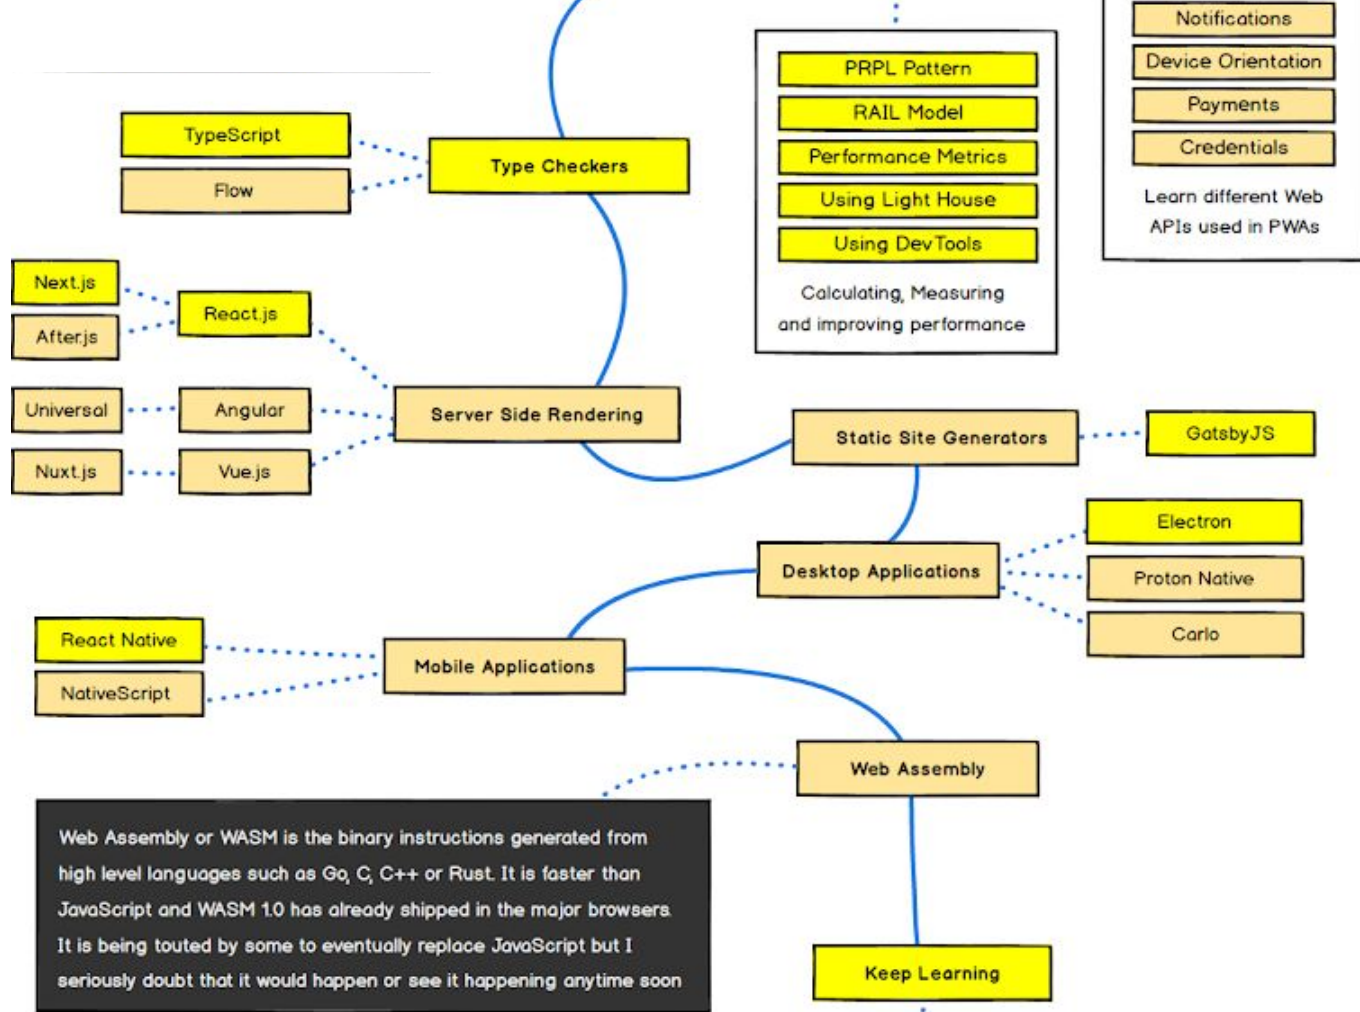 Notifications
Device Orientation
Payments
Credentials
Learn different Web
APIs used in PWAs
PRPL Pattern
RAIL Model
Performance Metrics
Using Light House
Using DevTools
Calculating, Measuring
and improving performance
TypeScript
Flow
Type Checkers
Next.js
After.js
React.js
Universal
Angular
Nuxt.js
Vue.js
Server Side Rendering
Static Site Generators
GatsbyJS
Desktop Applications
Electron
Proton Native
Carlo
React Native
NativeScript
Mobile Applications
Web Assembly
Web Assembly or WASM is the binary instructions generated from
high level languages such as Go, C, C++ or Rust. It is faster than
JavaScript and WASM 1.0 has already shipped in the major browsers.
It is being touted by some to eventually replace JavaScript but I
seriously doubt that it would happen or see it happening anytime soon
Keep Learning